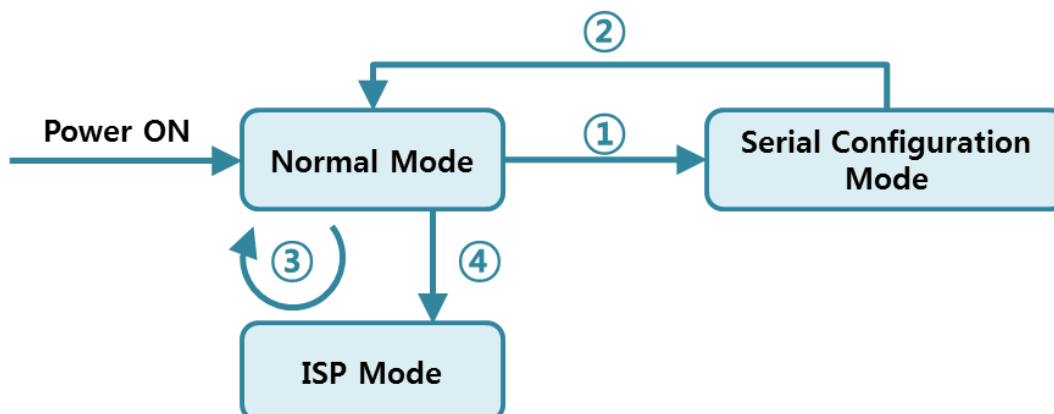 ②
Power ON
Normal Mode
①
Serial Configuration
Mode
③
④
ISP Mode